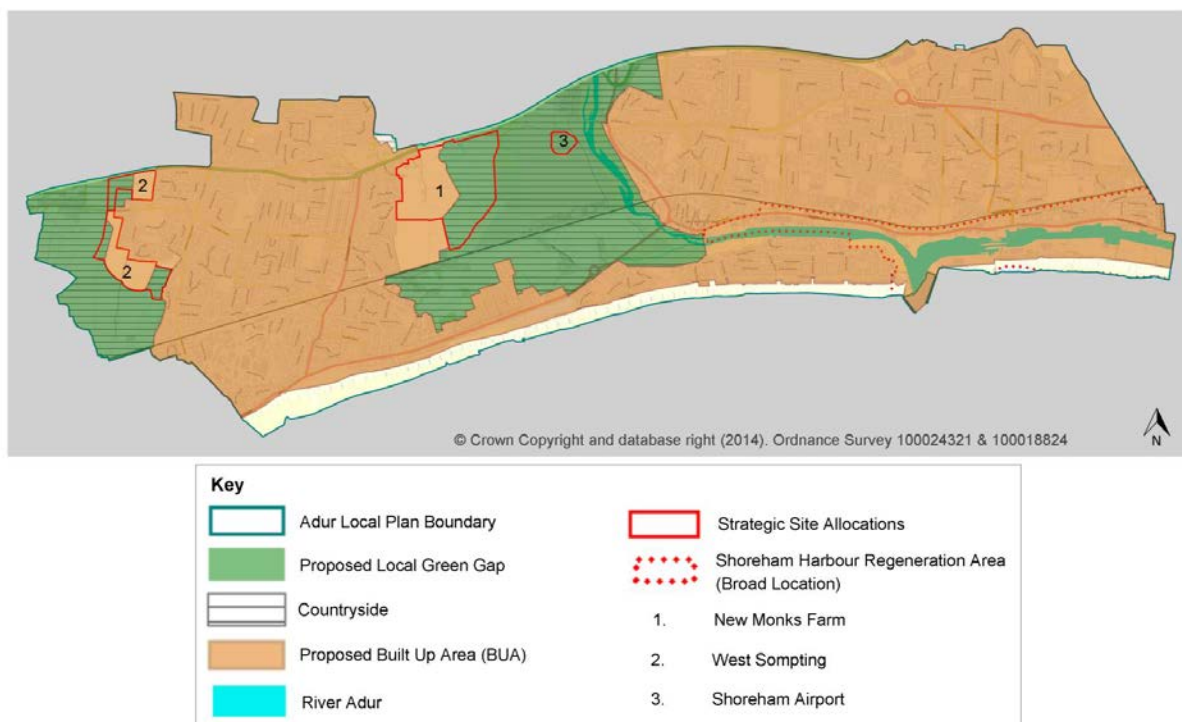 2
2
1
3
© Crown Copyright and database right (2014). Ordnance Survey 100024321 & 100018824
N
Key
Adur Local Plan Boundary
Proposed Local Green Gap
Countryside
Proposed Built Up Area (BUA)
River Adur
Strategic Site Allocations
Shoreham Harbour Regeneration Area
(Broad Location)
1. New Monks Farm
2. West Sompting
3. Shoreham Airport